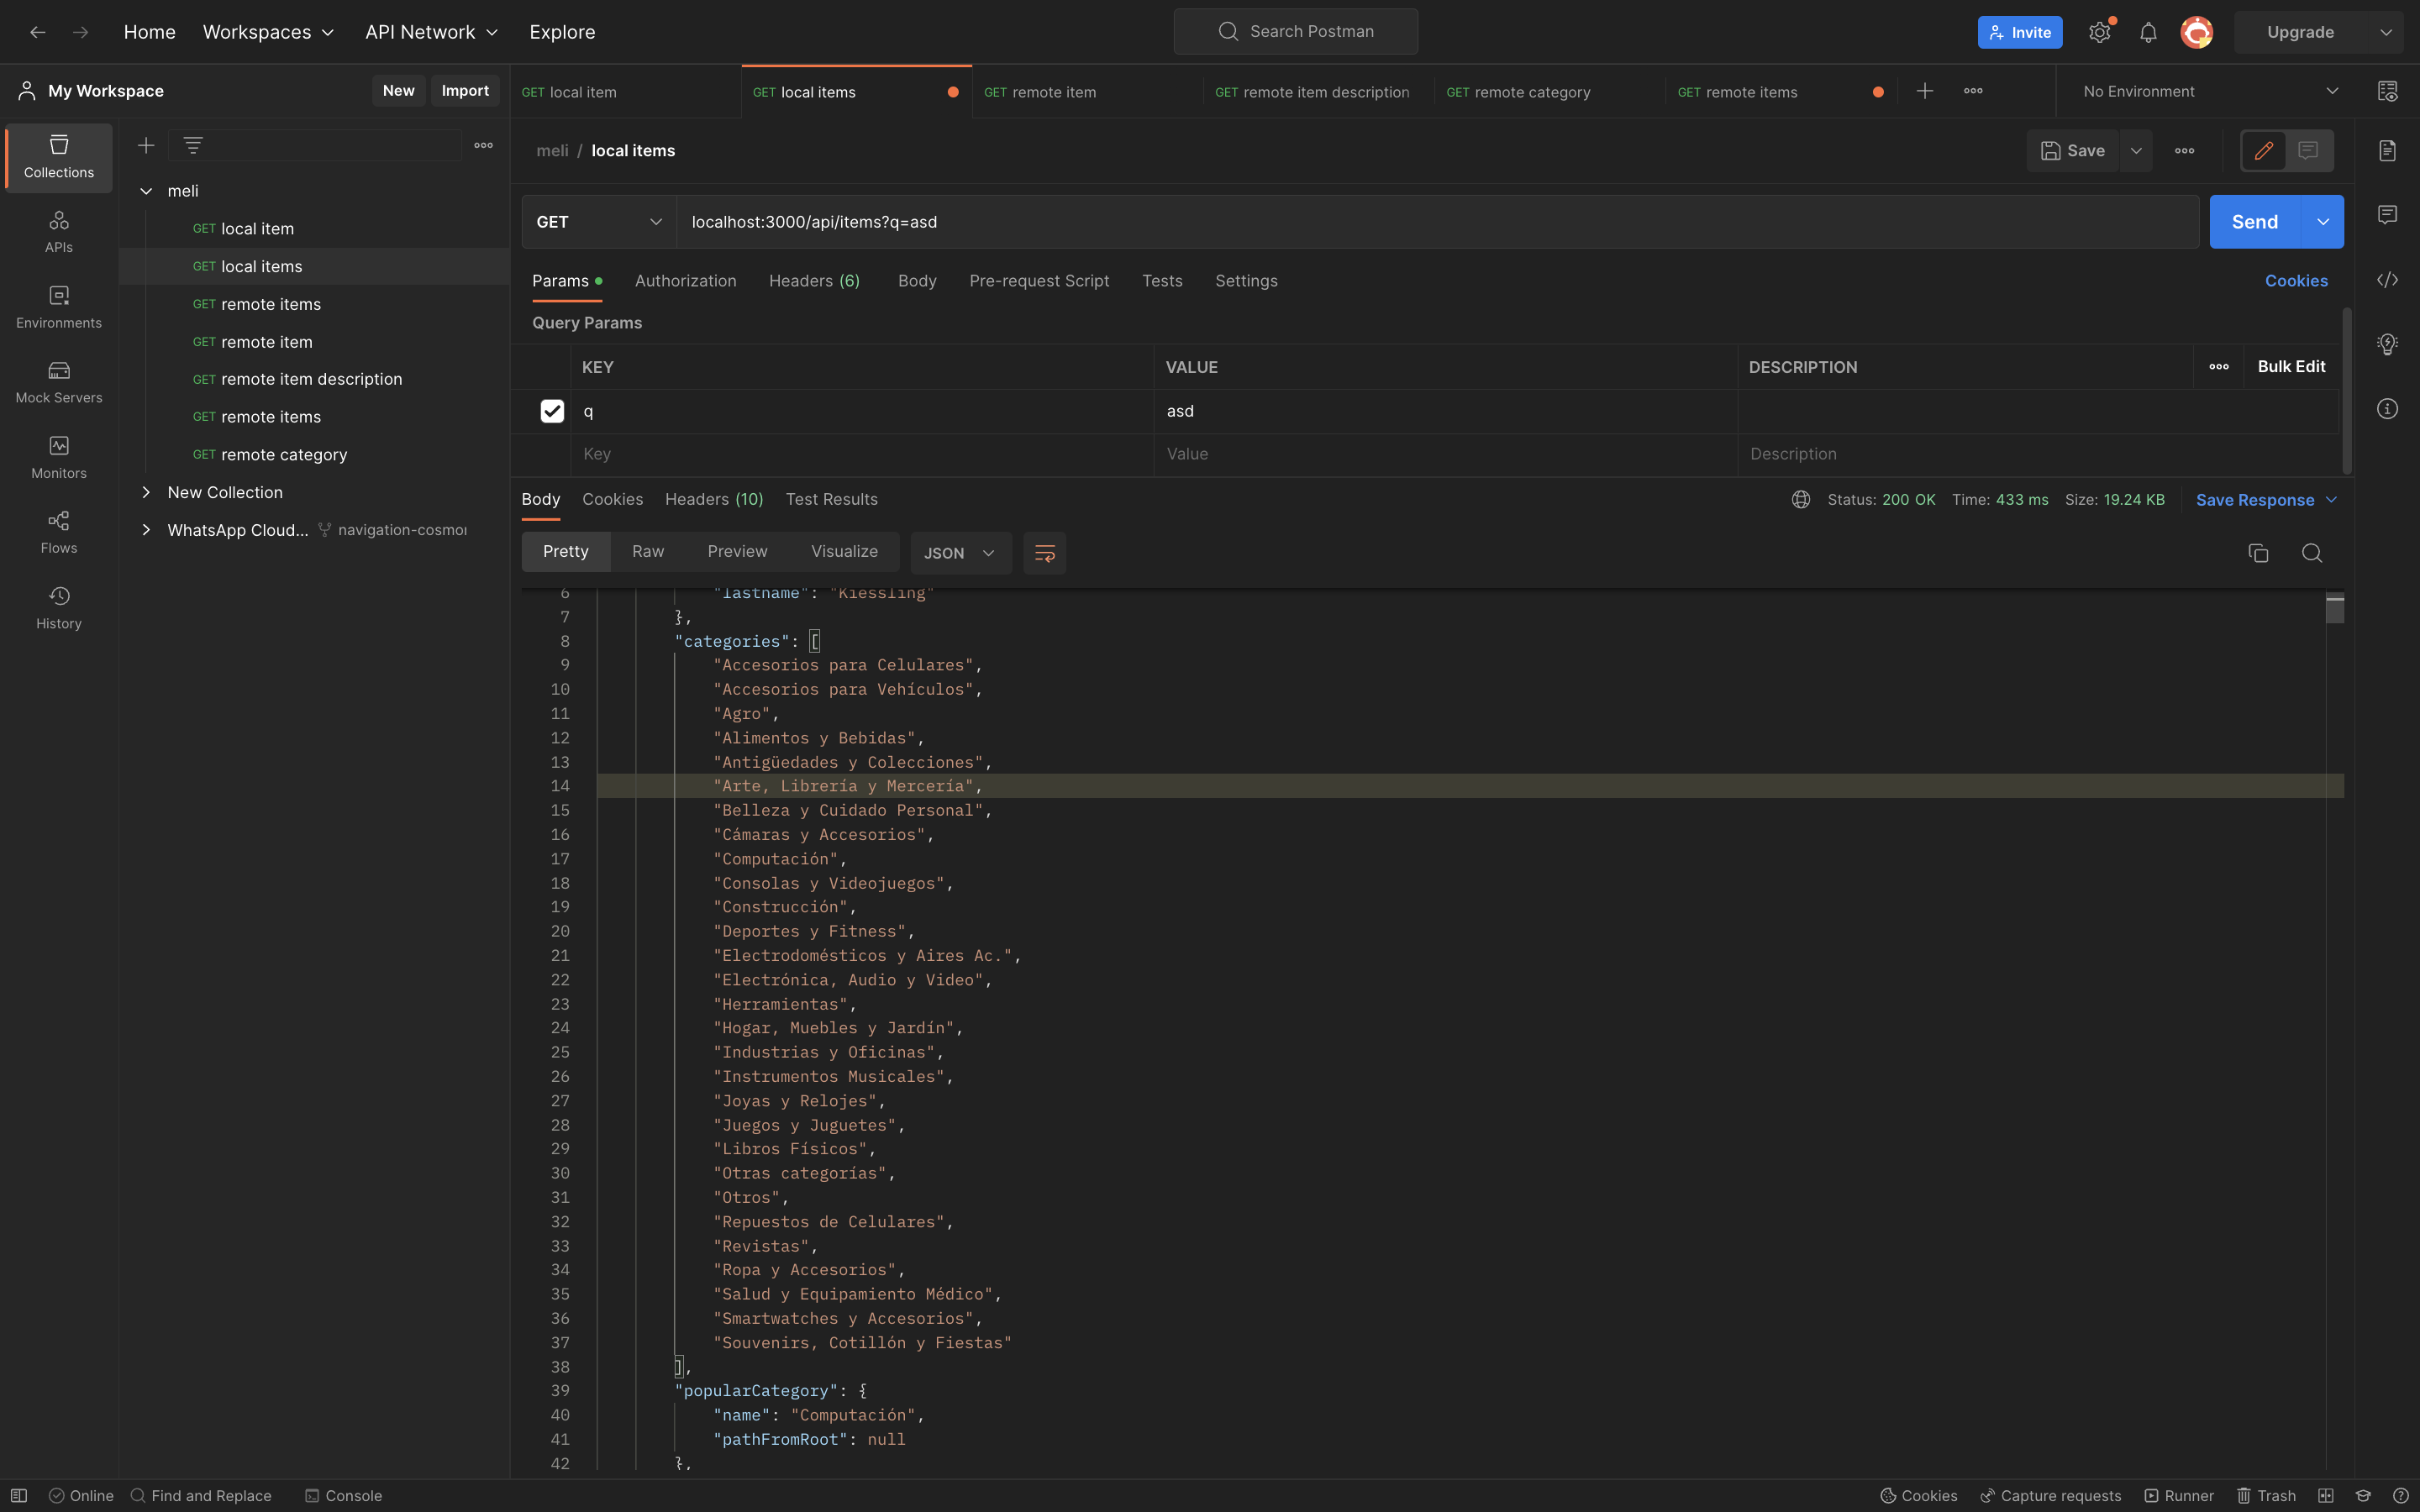 Home Workspaces API Network Explore Search Postman Invite Upgrade
My Workspace New Import
GET local item GET local items GET remote item GET remote item description GET remote category GET remote items No Environment
Collections
APIs
Environments
Mock Servers
Monitors
Flows
History
meli
GET local item
GET local items
GET remote items
GET remote item
GET remote item description
GET remote items
GET remote category
New Collection
WhatsApp Cloud... navigation-cosmo
meli / local items Save
GET localhost:3000/api/items?q=asd Send
Params Authorization Headers (6) Body Pre-request Script Tests Settings Cookies
Query Params
KEY VALUE DESCRIPTION Bulk Edit
q asd
Key Value Description
Body Cookies Headers (10) Test Results Status: 200 OK Time: 433 ms Size: 19.24 KB Save Response
Pretty Raw Preview Visualize JSON
6 "lastname": "Kiessling"
7 },
8 "categories": [
9 "Accesorios para Celulares",
10 "Accesorios para Vehículos",
11 "Agro",
12 "Alimentos y Bebidas",
13 "Antigüedades y Colecciones",
14 "Arte, Librería y Mercería",
15 "Belleza y Cuidado Personal",
16 "Cámaras y Accesorios",
17 "Computación",
18 "Consolas y Videojuegos",
19 "Construcción",
20 "Deportes y Fitness",
21 "Electrodomésticos y Aires Ac.",
22 "Electrónica, Audio y Video",
23 "Herramientas",
24 "Hogar, Muebles y Jardín",
25 "Industrias y Oficinas",
26 "Instrumentos Musicales",
27 "Joyas y Relojes",
28 "Juegos y Juguetes",
29 "Libros Físicos",
30 "Otras categorías",
31 "Otros",
32 "Repuestos de Celulares",
33 "Revistas",
34 "Ropa y Accesorios",
35 "Salud y Equipamiento Médico",
36 "Smartwatches y Accesorios",
37 "Souvenirs, Cotillón y Fiestas"
38 ],
39 "popularCategory": {
40 "name": "Computación",
41 "pathFromRoot": null
42 },
Online Find and Replace Console Cookies Capture requests Runner Trash